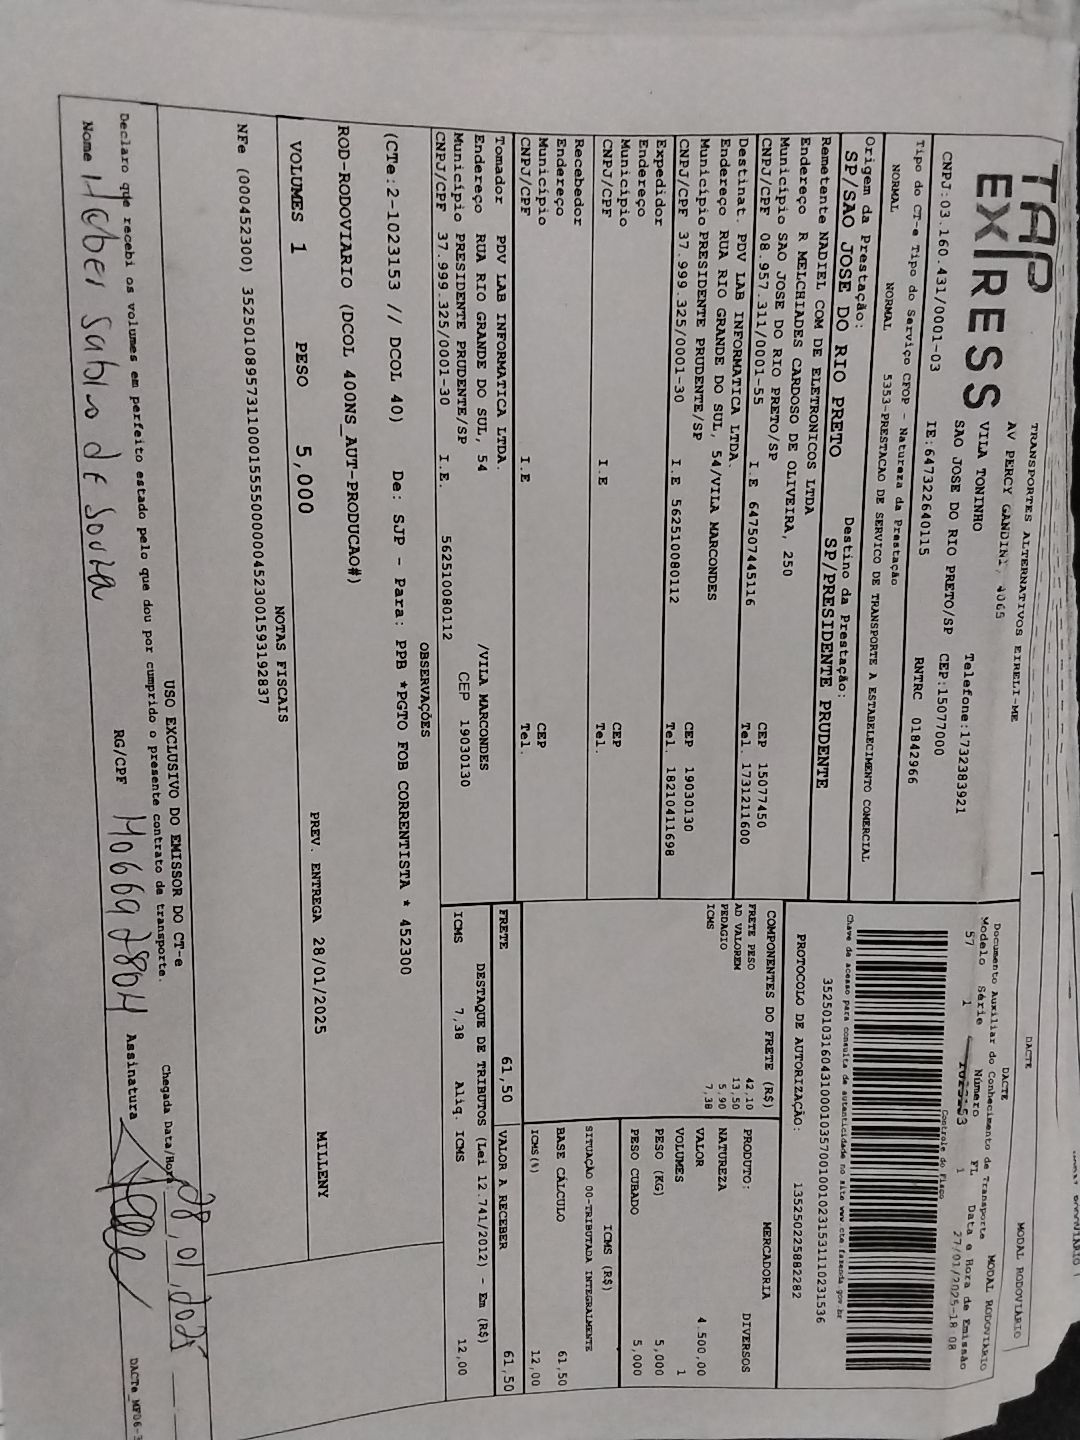 TAP EXPRESS
TRANSPORTES ALTERNATIVOS EIRELI-ME
AV PERCY GANDINI, 4065
VILA TONINHO
SAO JOSE DO RIO PRETO/SP
Telefone:1732383921
CEP:15077000
CNPJ:03.160.431/0001-03 IE:647322640115 RNTRC 01842966
Tipo do CT-e Tipo do Serviço CFOP - Natureza da Prestação
NORMAL NORMAL 5353-PRESTACAO DE SERVICO DE TRANSPORTE A ESTABELECIMENTO COMERCIAL
Origem da Prestação: Destino da Prestação:
SP/SAO JOSE DO RIO PRETO SP/PRESIDENTE PRUDENTE
Remetente NADIEL COM DE ELETRONICOS LTDA
Endereço R MELCHIADES CARDOSO DE OLIVEIRA, 250
Município SAO JOSE DO RIO PRETO/SP CEP 15077450
CNPJ/CPF 08.957.311/0001-55 I.E 647507445116 Tel. 1731211600
Destinat. PDV LAB INFORMATICA LTDA.
Endereço RUA RIO GRANDE DO SUL, 54/VILA MARCONDES
Município PRESIDENTE PRUDENTE/SP CEP 19030130
CNPJ/CPF 37.999.325/0001-30 I.E 562510080112 Tel. 18210411698
Expedidor
Endereço
Município CEP
CNPJ/CPF I.E Tel.
Recebedor
Endereço
Município CEP
CNPJ/CPF I.E Tel.
Tomador PDV LAB INFORMATICA LTDA.
Endereço RUA RIO GRANDE DO SUL, 54 /VILA MARCONDES
Município PRESIDENTE PRUDENTE/SP CEP 19030130
CNPJ/CPF 37.999.325/0001-30 I.E. 562510080112
DACTE MODAL RODOVIÁRIO
DACTE
Documento Auxiliar do Conhecimento de Transporte MODAL RODOVIÁRIO
Modelo Série Número FL Data e Hora de Emissão
57 1 1 27/01/2025-18:08
Controle do Fisco
Chave de acesso para consulta de autenticidade no site www.cte.fazenda.gov.br
35250103160431000103570010010231531110231536
PROTOCOLO DE AUTORIZAÇÃO: 135250225882282
COMPONENTES DO FRETE (R$)
FRETE PESO 42,10
AD VALOREM 13,50
PEDAGIO 5,90
ICMS 7,38
MERCADORIA
PRODUTO: DIVERSOS
NATUREZA
VALOR 4.500,00
VOLUMES 1
PESO (KG) 5,000
PESO CUBADO 5,000
ICMS (R$)
SITUAÇÃO 00-TRIBUTADA INTEGRALMENTE
BASE CÁLCULO 61,50
ICMS(%) 12,00
FRETE 61,50 VALOR A RECEBER 61,50
DESTAQUE DE TRIBUTOS (Lei 12.741/2012) - Em (R$)
ICMS 7,38 Aliq. ICMS 12,00
OBSERVAÇÕES
(CTe:2-1023153 // DCOL 40) De: SJP - Para: PPB *PGTO FOB CORRENTISTA * 452300
ROD-RODOVIARIO (DCOL 400NS_AUT-PRODUCAO#)
VOLUMES 1 PESO 5,000 PREV. ENTREGA 28/01/2025 MILLENY
NOTAS FISCAIS
NFe (000452300) 35250108957311000155550000004523001593192837
USO EXCLUSIVO DO EMISSOR DO CT-e
Declaro que recebi os volumes em perfeito estado pelo que dou por cumprido o presente contrato de transporte.
Chegada Data/Hora 28,01,2025
Nome RG/CPF Assinatura